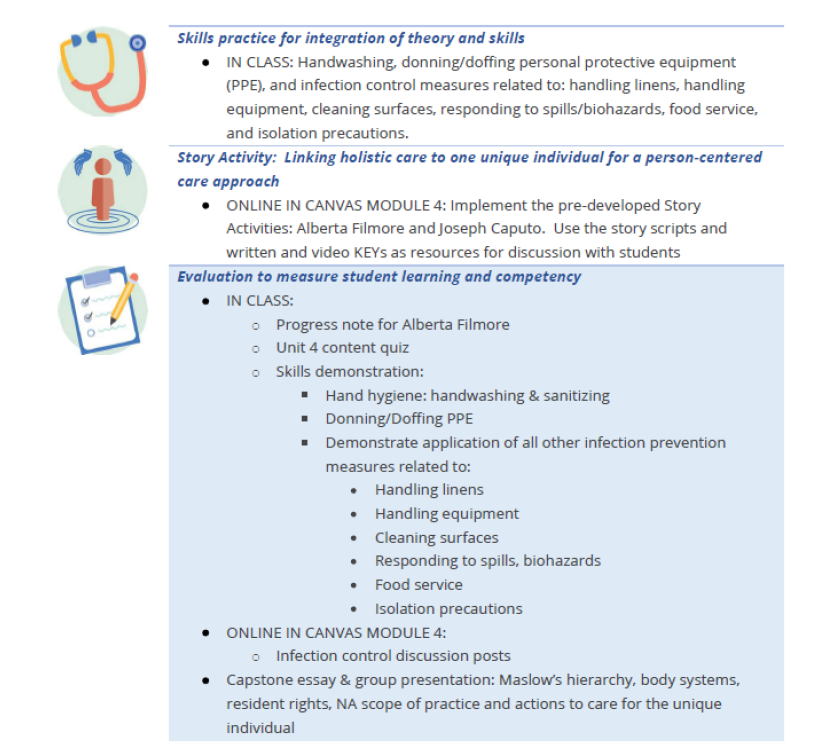 Skills practice for integration of theory and skills
● IN CLASS: Handwashing, donning/doffing personal protective equipment
(PPE), and infection control measures related to: handling linens, handling
equipment, cleaning surfaces, responding to spills/biohazards, food service,
and isolation precautions.
Story Activity: Linking holistic care to one unique individual for a person-centered
care approach
● ONLINE IN CANVAS MODULE 4: Implement the pre-developed Story
Activities: Alberta Filmore and Joseph Caputo. Use the story scripts and
written and video KEYs as resources for discussion with students
Evaluation to measure student learning and competency
● IN CLASS:
○ Progress note for Alberta Filmore
○ Unit 4 content quiz
○ Skills demonstration:
■ Hand hygiene: handwashing & sanitizing
■ Donning/Doffing PPE
■ Demonstrate application of all other infection prevention
measures related to:
● Handling linens
● Handling equipment
● Cleaning surfaces
● Responding to spills, biohazards
● Food service
● Isolation precautions
● ONLINE IN CANVAS MODULE 4:
○ Infection control discussion posts
● Capstone essay & group presentation: Maslow's hierarchy, body systems,
resident rights, NA scope of practice and actions to care for the unique
individual